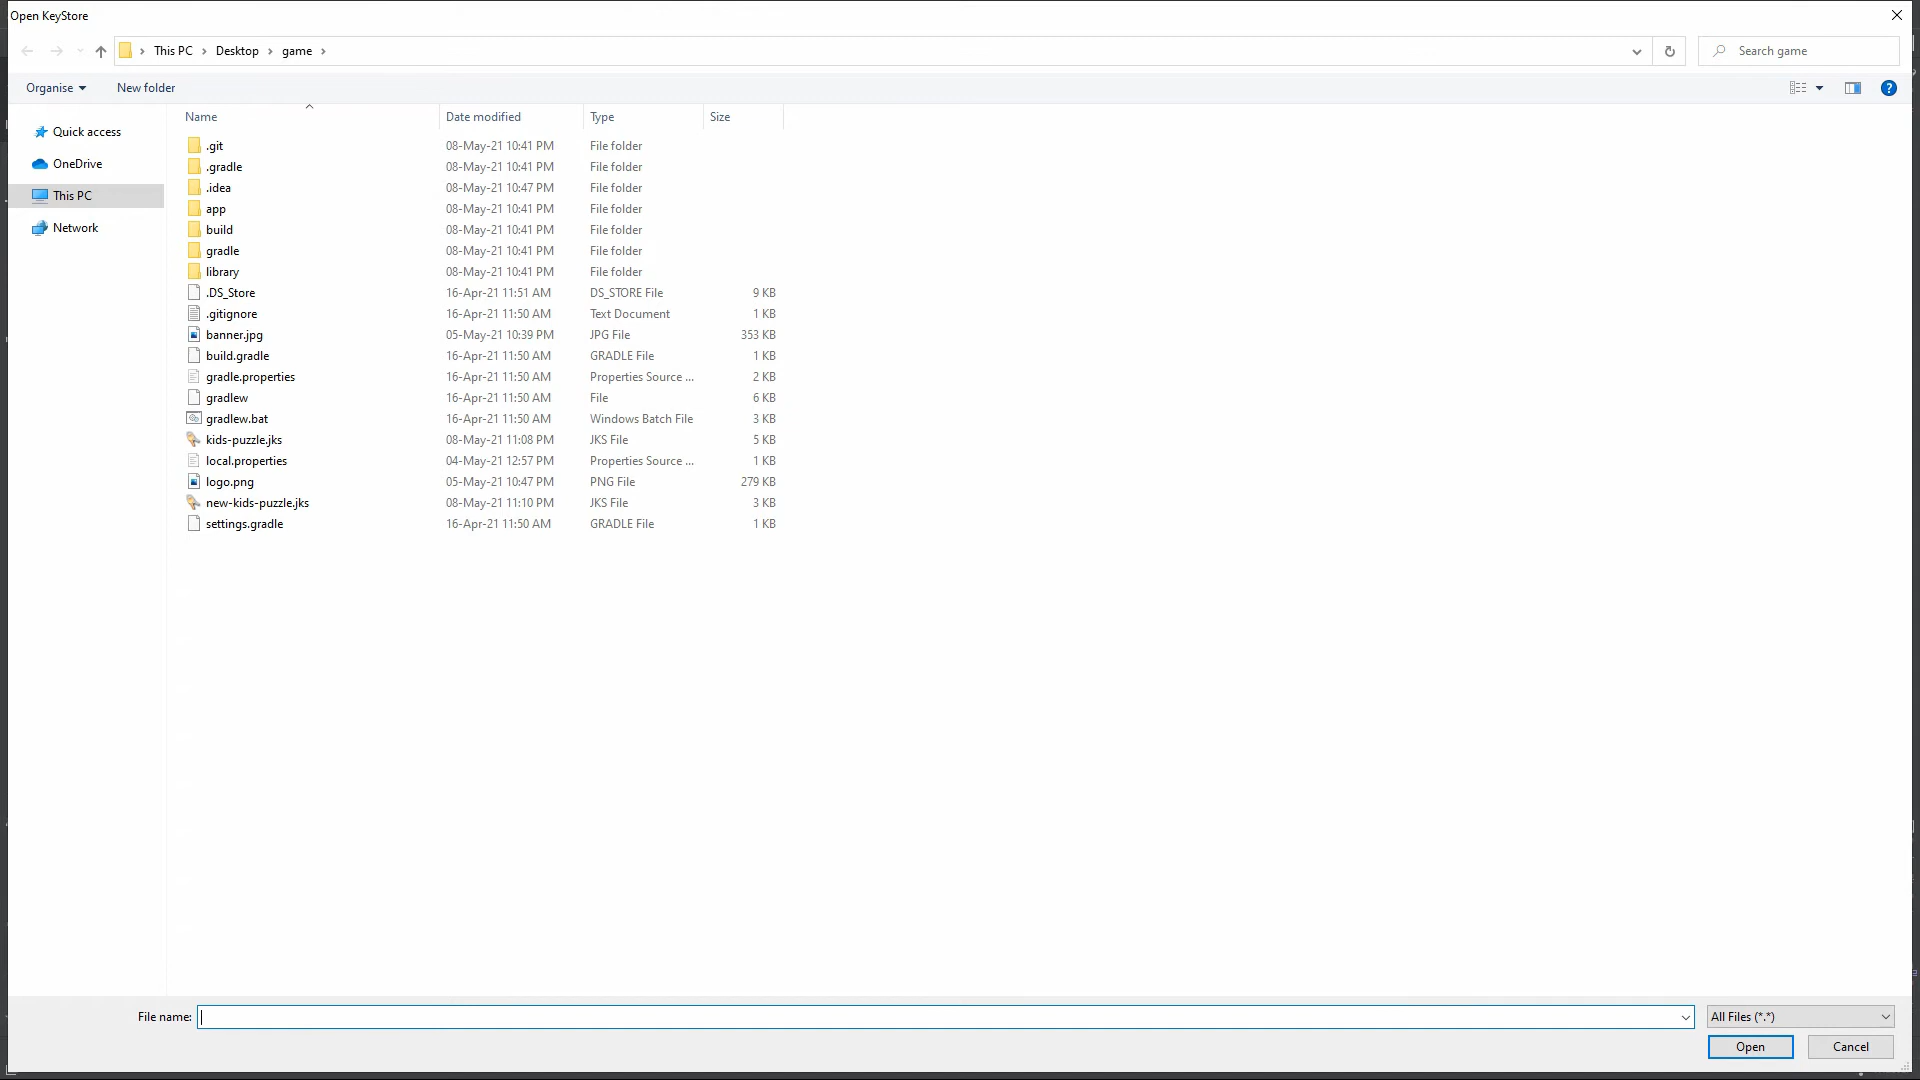 Open KeyStore
This PC Desktop game
Search game
Organise New folder
Name Date modified Type Size
Quick access
OneDrive
This PC
Network
.git 08-May-21 10:41 PM File folder
.gradle 08-May-21 10:41 PM File folder
.idea 08-May-21 10:47 PM File folder
app 08-May-21 10:41 PM File folder
build 08-May-21 10:41 PM File folder
gradle 08-May-21 10:41 PM File folder
library 08-May-21 10:41 PM File folder
.DS_Store 16-Apr-21 11:51 AM DS_STORE File 9 KB
.gitignore 16-Apr-21 11:50 AM Text Document 1 KB
banner.jpg 05-May-21 10:39 PM JPG File 353 KB
build.gradle 16-Apr-21 11:50 AM GRADLE File 1 KB
gradle.properties 16-Apr-21 11:50 AM Properties Source ... 2 KB
gradlew 16-Apr-21 11:50 AM File 6 KB
gradlew.bat 16-Apr-21 11:50 AM Windows Batch File 3 KB
kids-puzzle.jks 08-May-21 11:08 PM JKS File 5 KB
local.properties 04-May-21 12:57 PM Properties Source ... 1 KB
logo.png 05-May-21 10:47 PM PNG File 279 KB
new-kids-puzzle.jks 08-May-21 11:10 PM JKS File 3 KB
settings.gradle 16-Apr-21 11:50 AM GRADLE File 1 KB
File name:
All Files (*.*)
Open Cancel